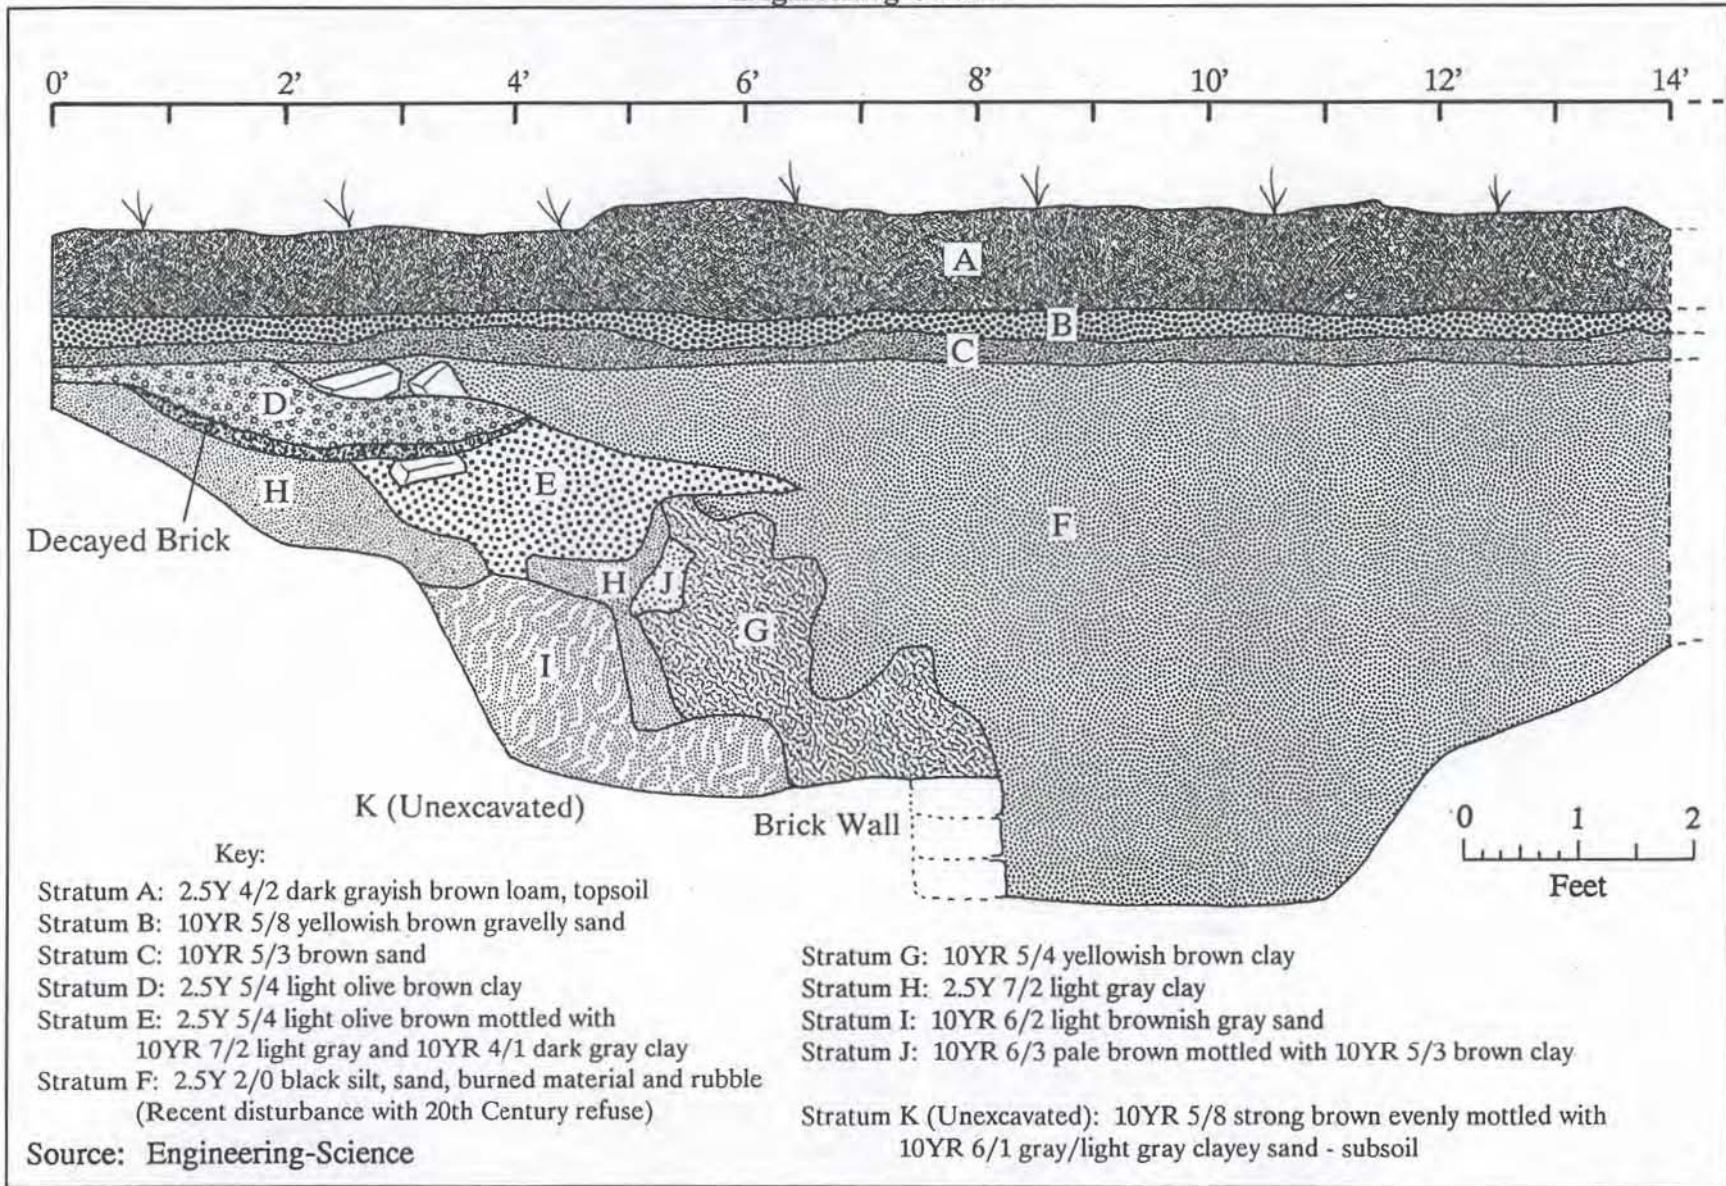 0' 2' 4' 6' 8' 10' 12' 14'
A
B
C
D
E
F
H
Decayed Brick
H
J
G
I
K (Unexcavated)
Brick Wall
0 1 2
Feet
Key:
Stratum A: 2.5Y 4/2 dark grayish brown loam, topsoil
Stratum B: 10YR 5/8 yellowish brown gravelly sand
Stratum C: 10YR 5/3 brown sand
Stratum D: 2.5Y 5/4 light olive brown clay
Stratum E: 2.5Y 5/4 light olive brown mottled with
10YR 7/2 light gray and 10YR 4/1 dark gray clay
Stratum F: 2.5Y 2/0 black silt, sand, burned material and rubble
(Recent disturbance with 20th Century refuse)
Stratum G: 10YR 5/4 yellowish brown clay
Stratum H: 2.5Y 7/2 light gray clay
Stratum I: 10YR 6/2 light brownish gray sand
Stratum J: 10YR 6/3 pale brown mottled with 10YR 5/3 brown clay
Stratum K (Unexcavated): 10YR 5/8 strong brown evenly mottled with
10YR 6/1 gray/light gray clayey sand - subsoil
Source: Engineering-Science